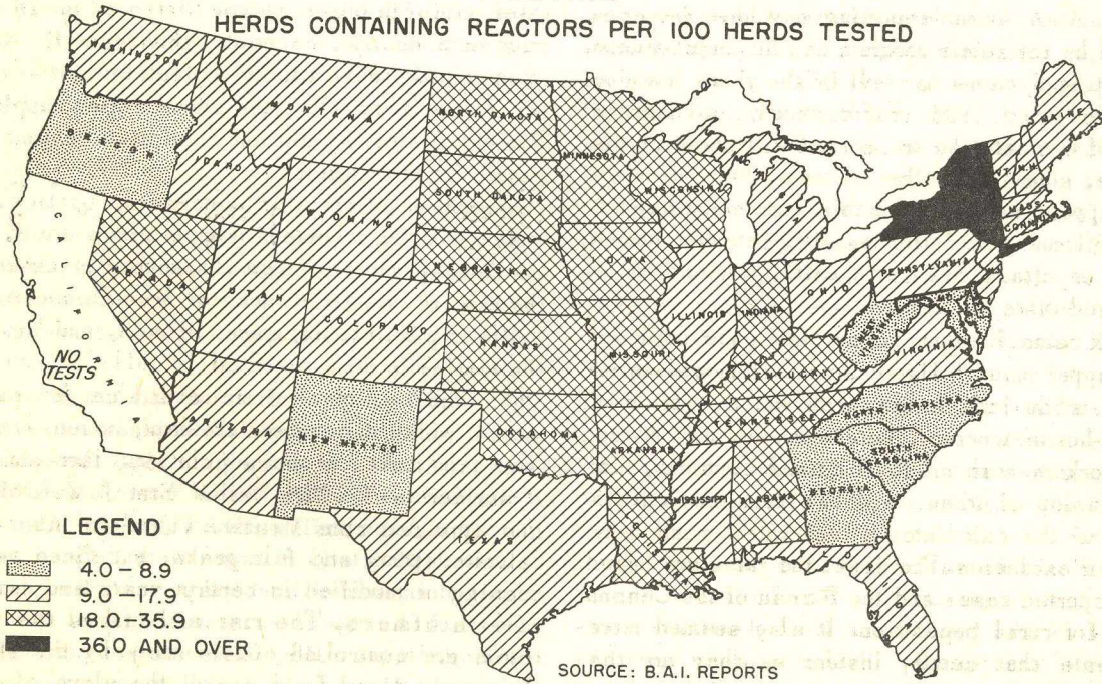 HERDS CONTAINING REACTORS PER 100 HERDS TESTED
WASHINGTON
MONTANA
NORTH DAKOTA
MINNESOTA
MAINE
OREGON
IDAHO
SOUTH DAKOTA
WISCONSIN
VT.
N.H.
WYOMING
MASS.
CONN.
NEBRASKA
IOWA
PENNSYLVANIA
NEVADA
UTAH
COLORADO
ILLINOIS
INDIANA
OHIO
CALIFORNIA
NO
TESTS
KANSAS
MISSOURI
WEST VIRGINIA
VIRGINIA
KENTUCKY
ARIZONA
NEW MEXICO
OKLAHOMA
ARKANSAS
TENNESSEE
NORTH CAROLINA
SOUTH
CAROLINA
TEXAS
LOUISIANA
MISSISSIPPI
ALABAMA
GEORGIA
FLORIDA
LEGEND
4.0–8.9
9.0–17.9
18.0–35.9
36.0 AND OVER
SOURCE: B.A.I. REPORTS